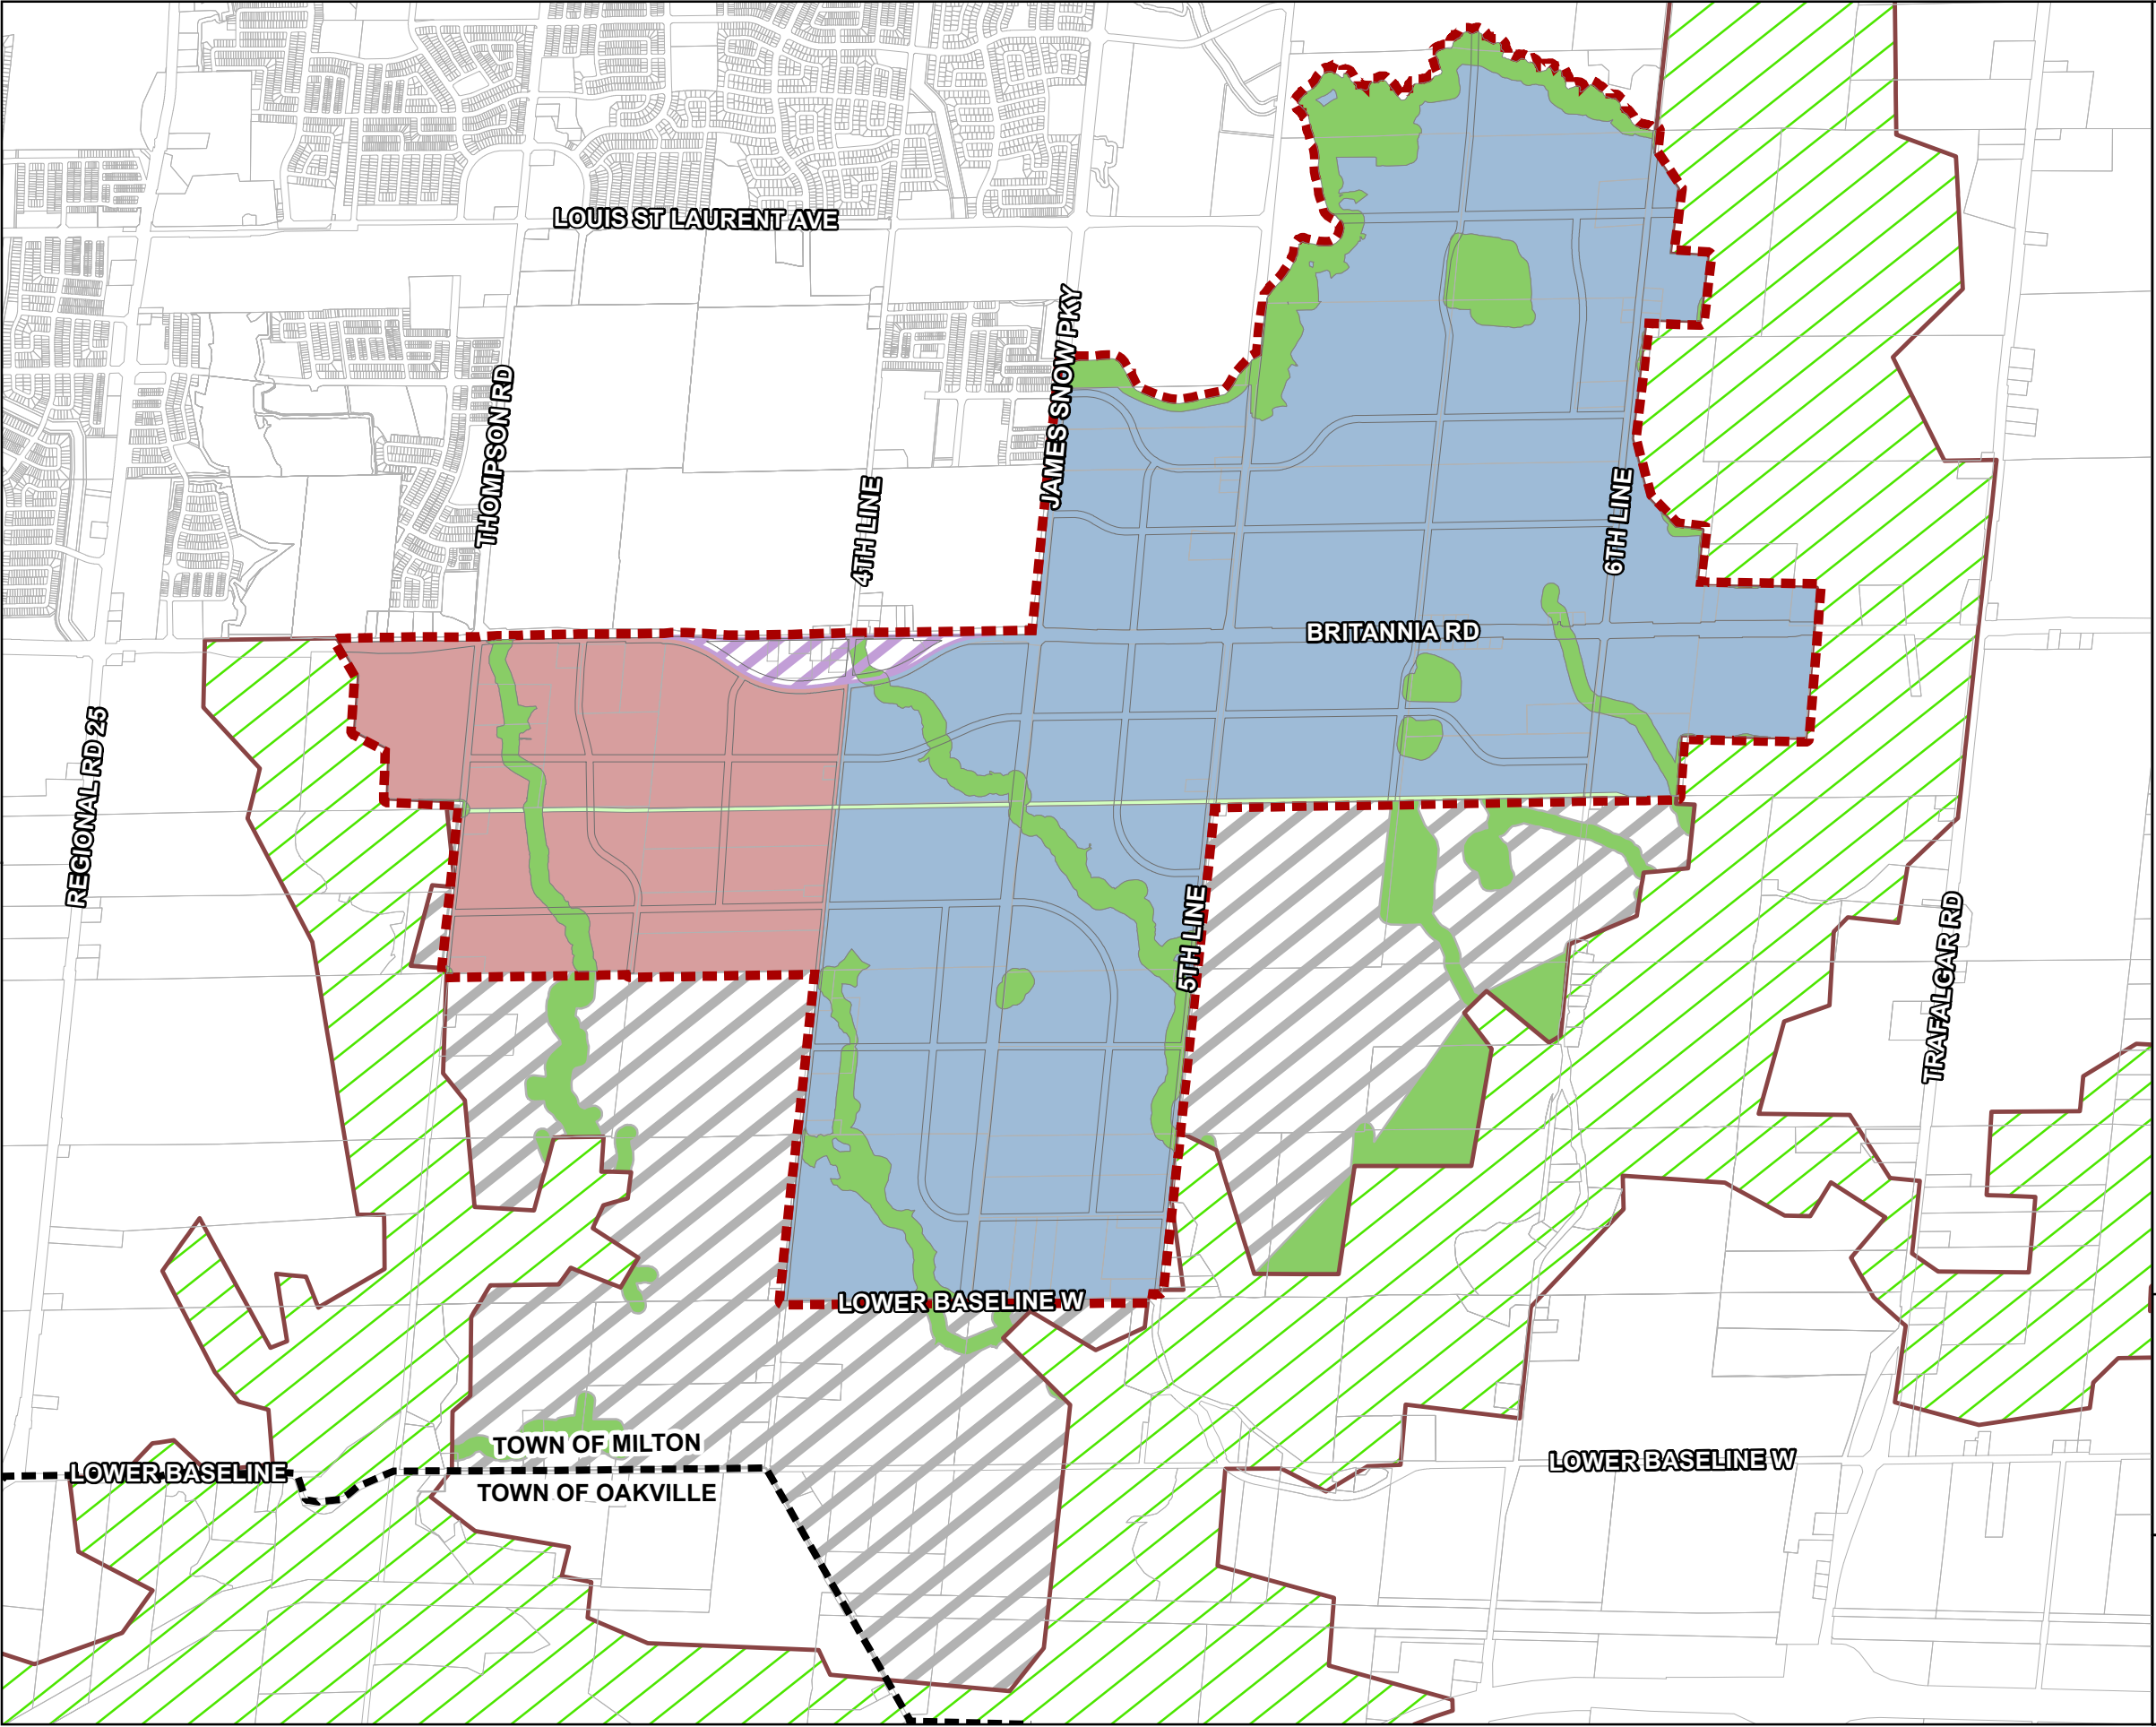 LOUIS ST LAURENT AVE
JAMES SNOW PKY
THOMPSON RD
4TH LINE
6TH LINE
BRITANNIA RD
REGIONAL RD 25
5TH LINE
TRAFALGAR RD
LOWER BASELINE W
TOWN OF MILTON
LOWER BASELINE
LOWER BASELINE W
TOWN OF OAKVILLE